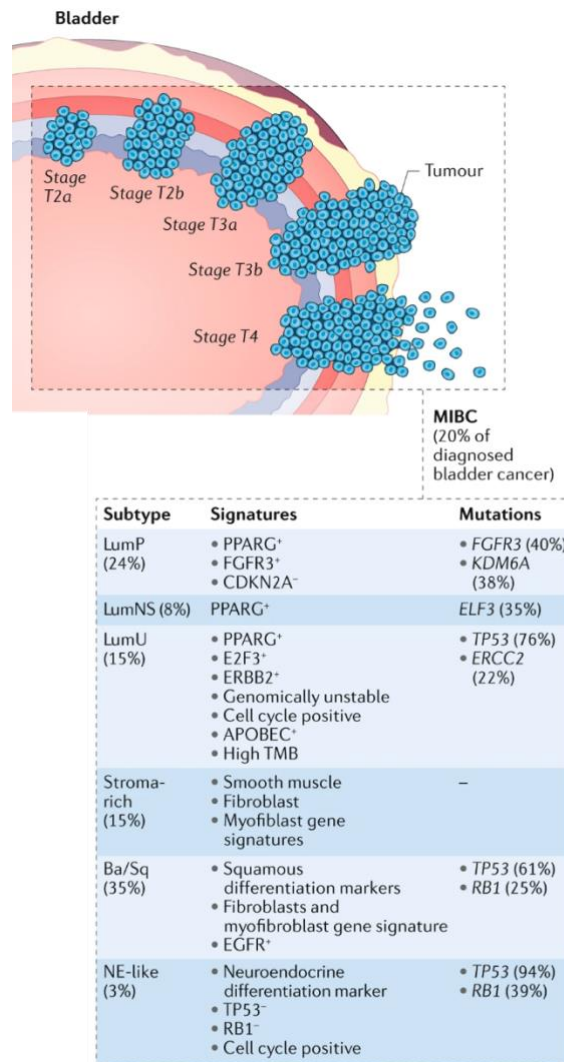 Bladder
Stage
T2a
Stage T2b
Stage T3a
Stage T3b
Stage T4
Tumour
MIBC
(20% of
diagnosed
bladder cancer)
Subtype Signatures Mutations
LumP • PPARG⁺ • FGFR3 (40%)
(24%) • FGFR3⁺ • KDM6A
• CDKN2A⁻ (38%)
LumNS (8%) PPARG⁺ ELF3 (35%)
LumU • PPARG⁺ • TP53 (76%)
(15%) • E2F3⁺ • ERCC2
• ERBB2⁺ (22%)
• Genomically unstable
• Cell cycle positive
• APOBEC⁺
• High TMB
Stroma- • Smooth muscle –
rich • Fibroblast
(15%) • Myofiblast gene
signatures
Ba/Sq • Squamous • TP53 (61%)
(35%) differentiation markers • RB1 (25%)
• Fibroblasts and
myofibroblast gene signature
• EGFR⁺
NE-like • Neuroendocrine • TP53 (94%)
(3%) differentiation marker • RB1 (39%)
• TP53⁻
• RB1⁻
• Cell cycle positive